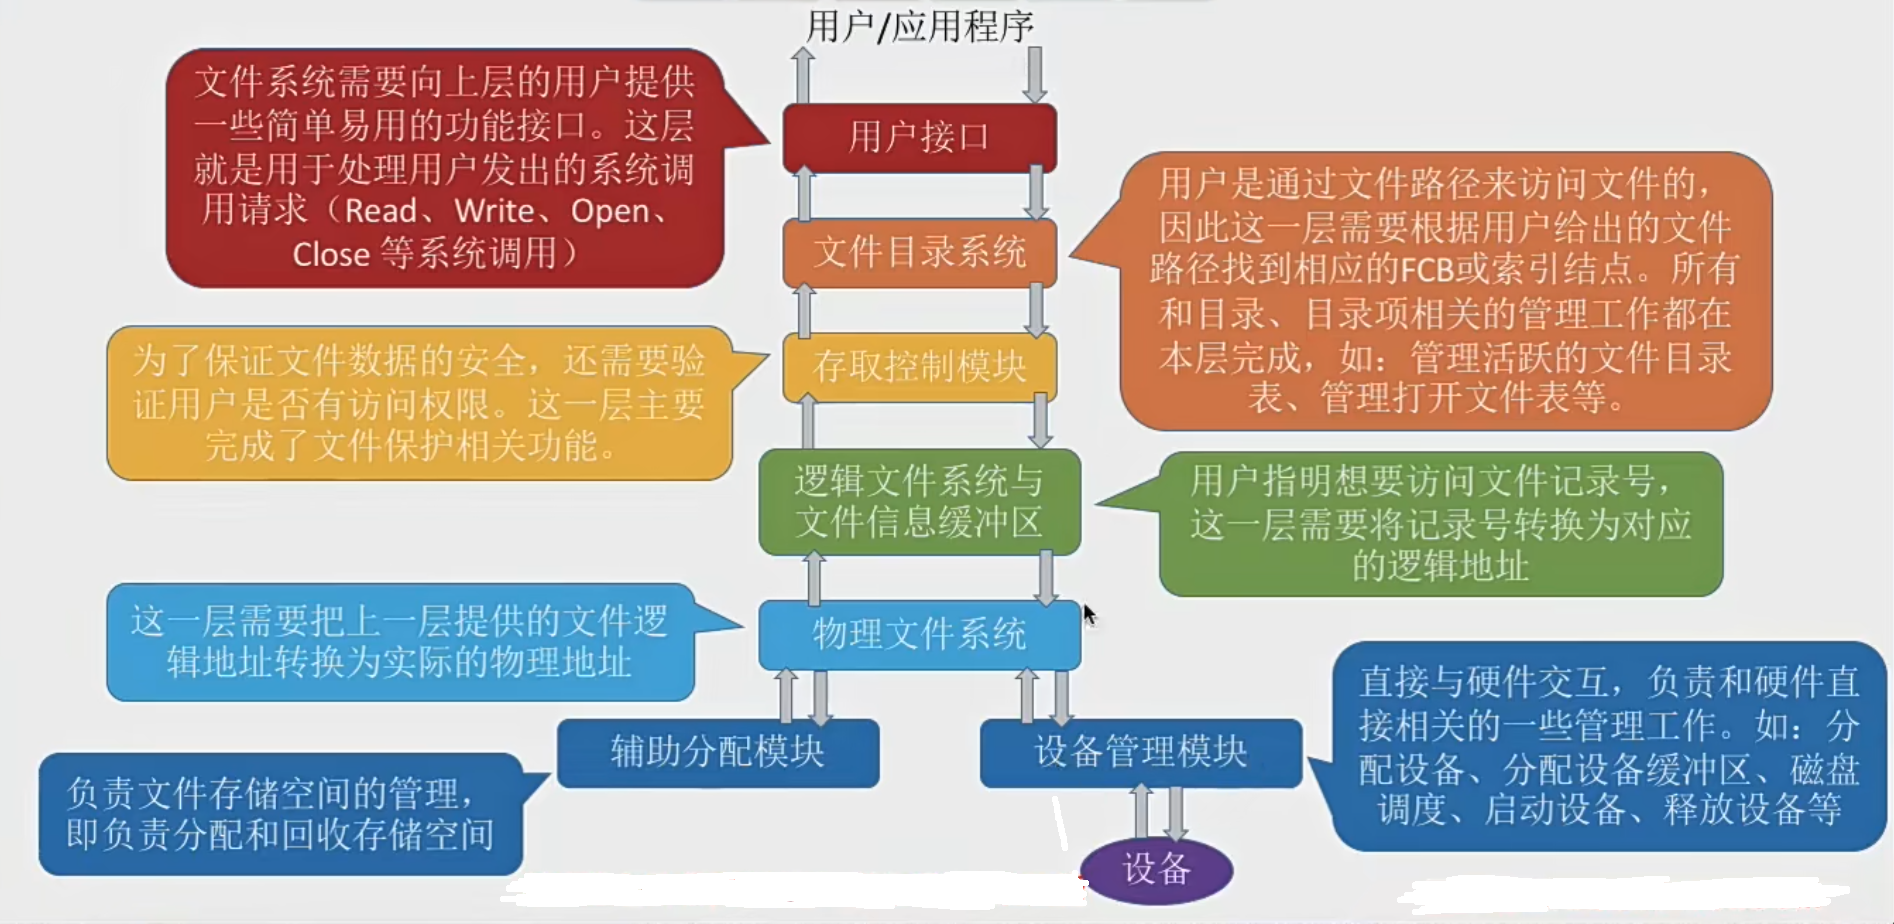 用户/应用程序
文件系统需要向上层的用户提供
一些简单易用的功能接口。这层
就是用于处理用户发出的系统调
用请求（Read、Write、Open、
Close 等系统调用）
用户接口
用户是通过文件路径来访问文件的，
因此这一层需要根据用户给出的文件
路径找到相应的FCB或索引结点。所有
和目录、目录项相关的管理工作都在
本层完成，如：管理活跃的文件目录
表、管理打开文件表等。
文件目录系统
为了保证文件数据的安全，还需要验
证用户是否有访问权限。这一层主要
完成了文件保护相关功能。
存取控制模块
逻辑文件系统与
文件信息缓冲区
用户指明想要访问文件记录号，
这一层需要将记录号转换为对应
的逻辑地址
这一层需要把上一层提供的文件逻
辑地址转换为实际的物理地址
物理文件系统
辅助分配模块
设备管理模块
负责文件存储空间的管理，
即负责分配和回收存储空间
直接与硬件交互，负责和硬件直
接相关的一些管理工作。如：分
配设备、分配设备缓冲区、磁盘
调度、启动设备、释放设备等
设备